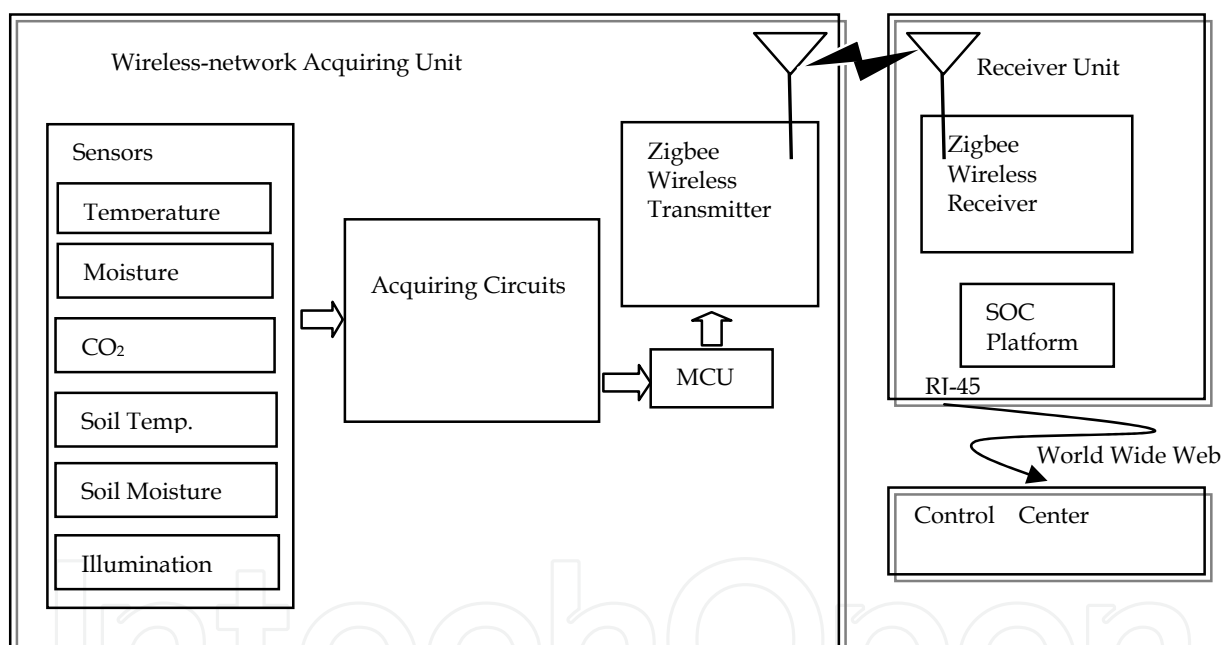 Wireless-network Acquiring Unit
Sensors
Temperature
Moisture
CO₂
Soil Temp.
Soil Moisture
Illumination
Acquiring Circuits
Zigbee
Wireless
Transmitter
MCU
Receiver Unit
Zigbee
Wireless
Receiver
SOC
Platform
RJ-45
World Wide Web
Control Center
IntechOpen